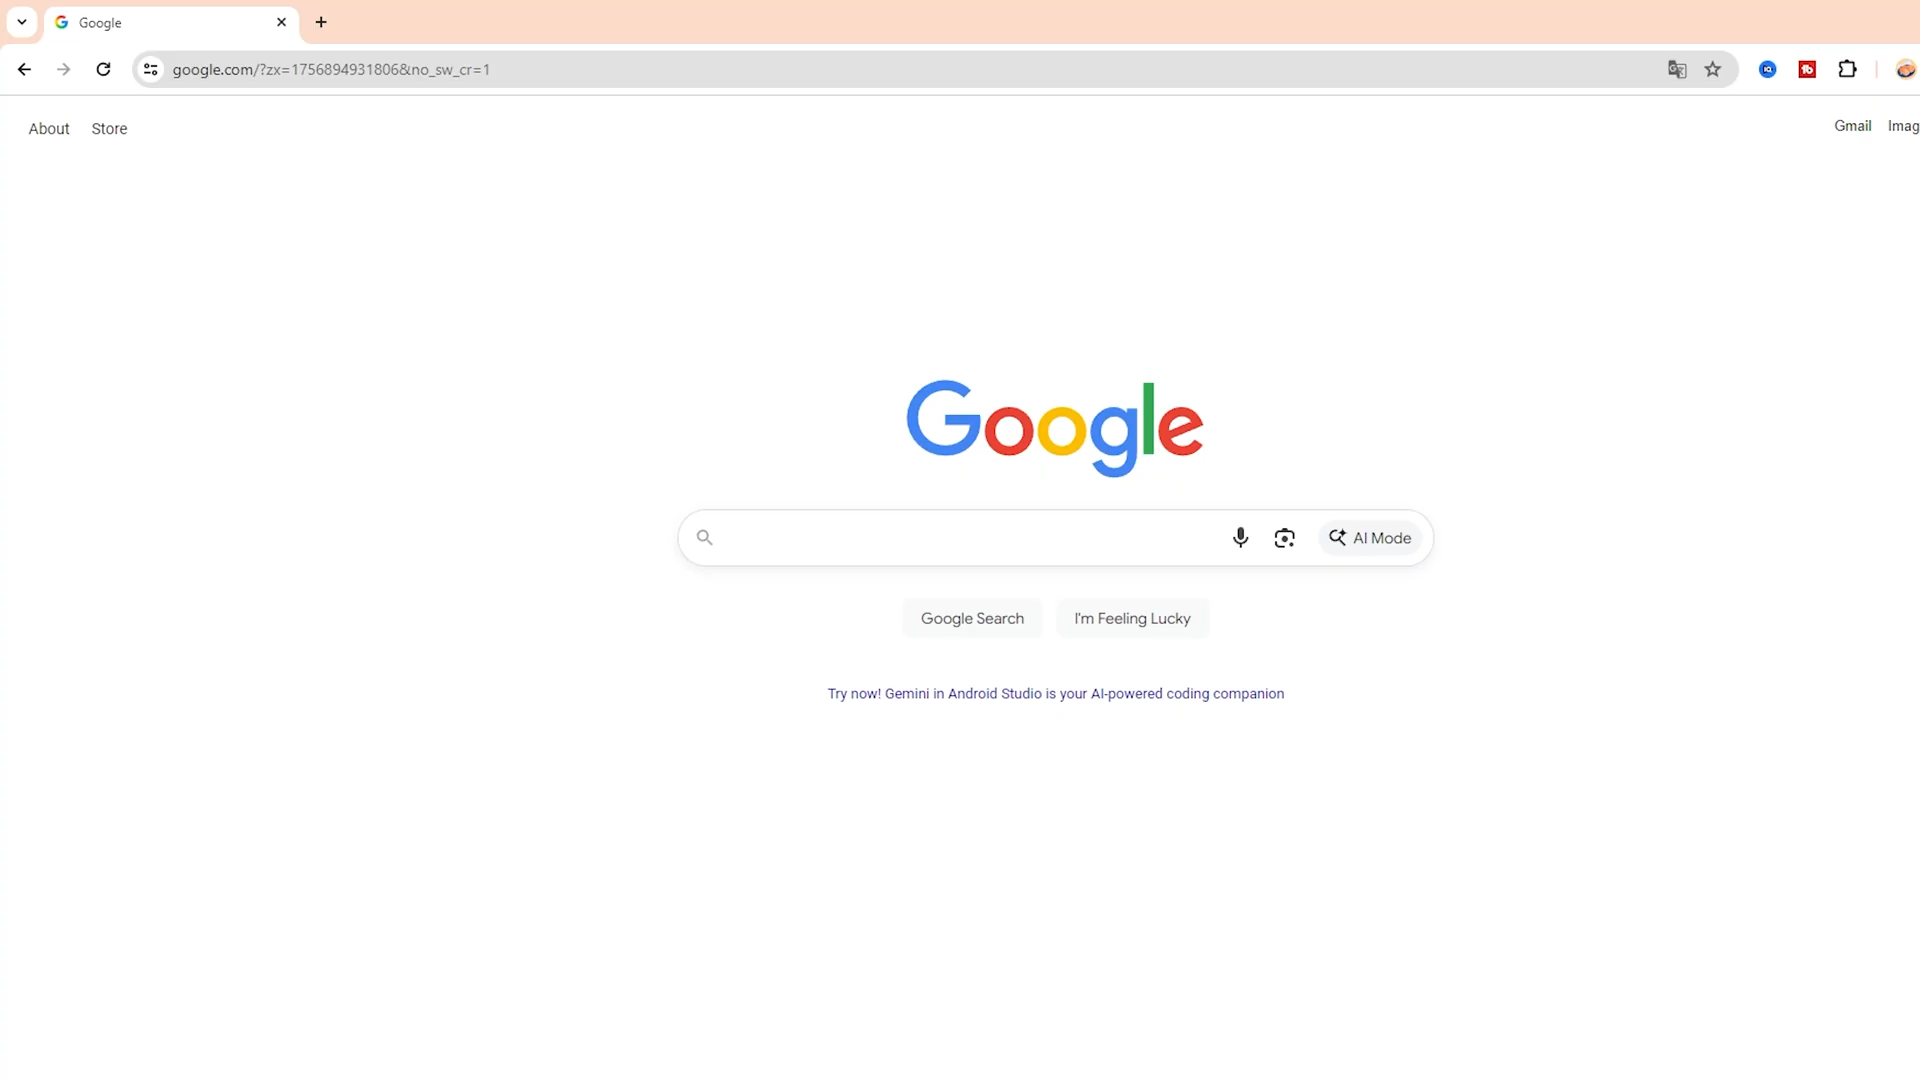 Google
google.com/?zx=1756894931806&no_sw_cr=1
About Store
Gmail Imag
Google
AI Mode
Google Search I'm Feeling Lucky
Try now! Gemini in Android Studio is your AI-powered coding companion